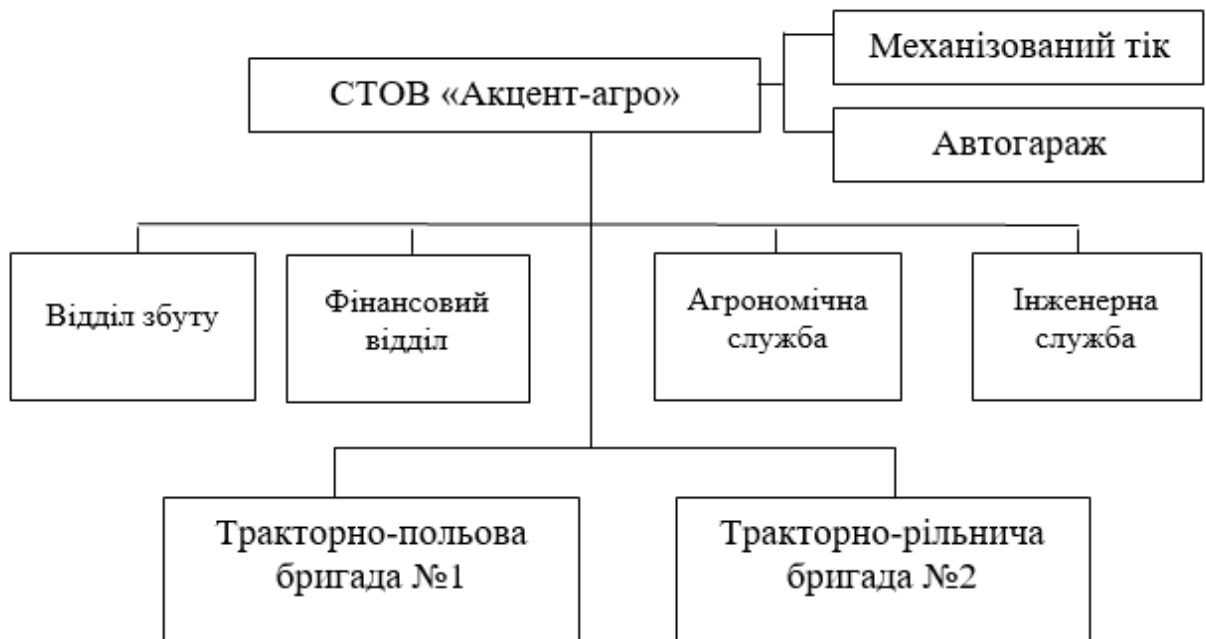 Механізований тік
СТОВ «Акцент-агро»
Автогараж
Відділ збуту
Фінансовий
відділ
Агрономічна
служба
Інженерна
служба
Тракторно-польова
бригада №1
Тракторно-рільнича
бригада №2